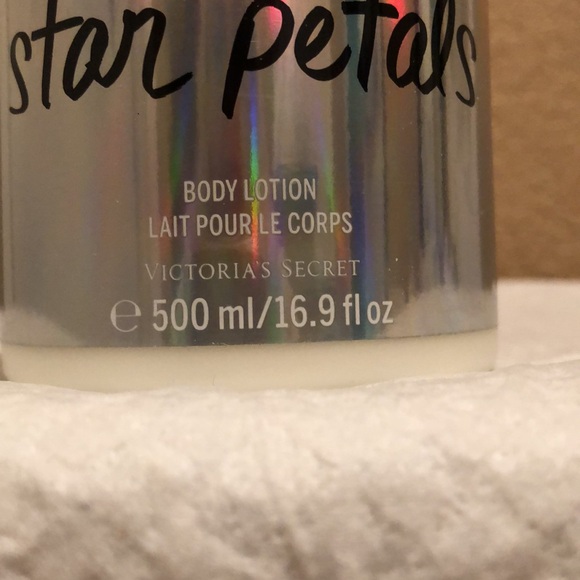 star petals
BODY LOTION
LAIT POUR LE CORPS
VICTORIA'S SECRET
℮ 500 ml/16.9 fl oz